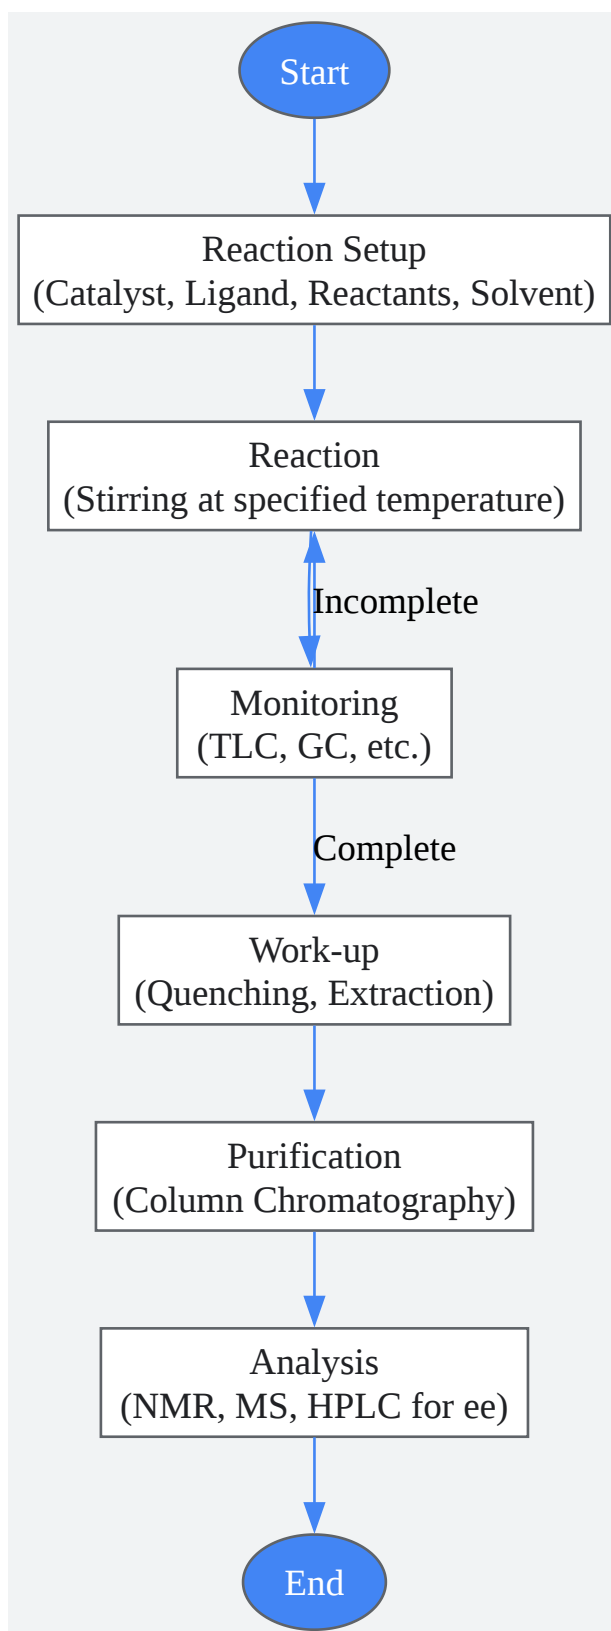 Start
Reaction Setup
(Catalyst, Ligand, Reactants, Solvent)
Reaction
(Stirring at specified temperature)
Incomplete
Monitoring
(TLC, GC, etc.)
Complete
Work-up
(Quenching, Extraction)
Purification
(Column Chromatography)
Analysis
(NMR, MS, HPLC for ee)
End